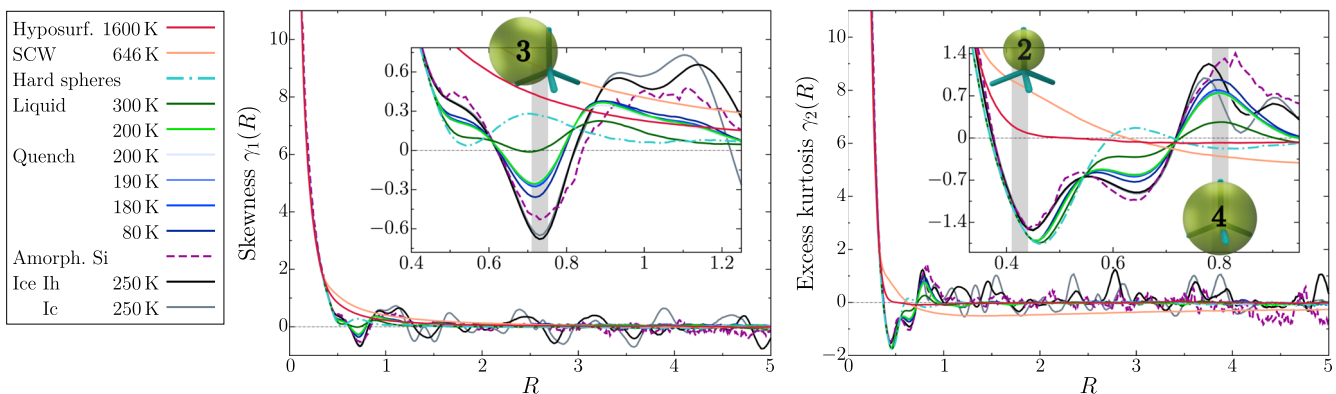 Hyposurf. 1600 K
SCW 646 K
Hard spheres
Liquid 300 K
200 K
Quench 200 K
190 K
180 K
80 K
Amorph. Si
Ice Ih 250 K
Ic 250 K
Skewness γ₁(R)
10
8
6
4
2
0
0 1 2 3 4 5
R
0.6
0.3
0
−0.3
−0.6
0.4 0.6 0.8 1 1.2
3
Excess kurtosis γ₂(R)
10
8
6
4
2
0
−2
0 1 2 3 4 5
R
1.4
0.7
0
−0.7
−1.4
0.4 0.6 0.8
2
4